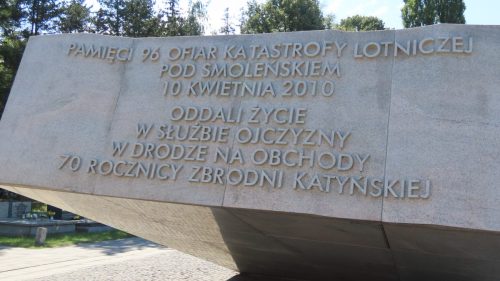 PAMIĘCI 96 OFIAR KATASTROFY LOTNICZEJ
POD SMOLEŃSKIEM
10 KWIETNIA 2010
ODDALI ŻYCIE
W SŁUŻBIE OJCZYZNY
W DRODZE NA OBCHODY
70 ROCZNICY ZBRODNI KATYŃSKIEJ